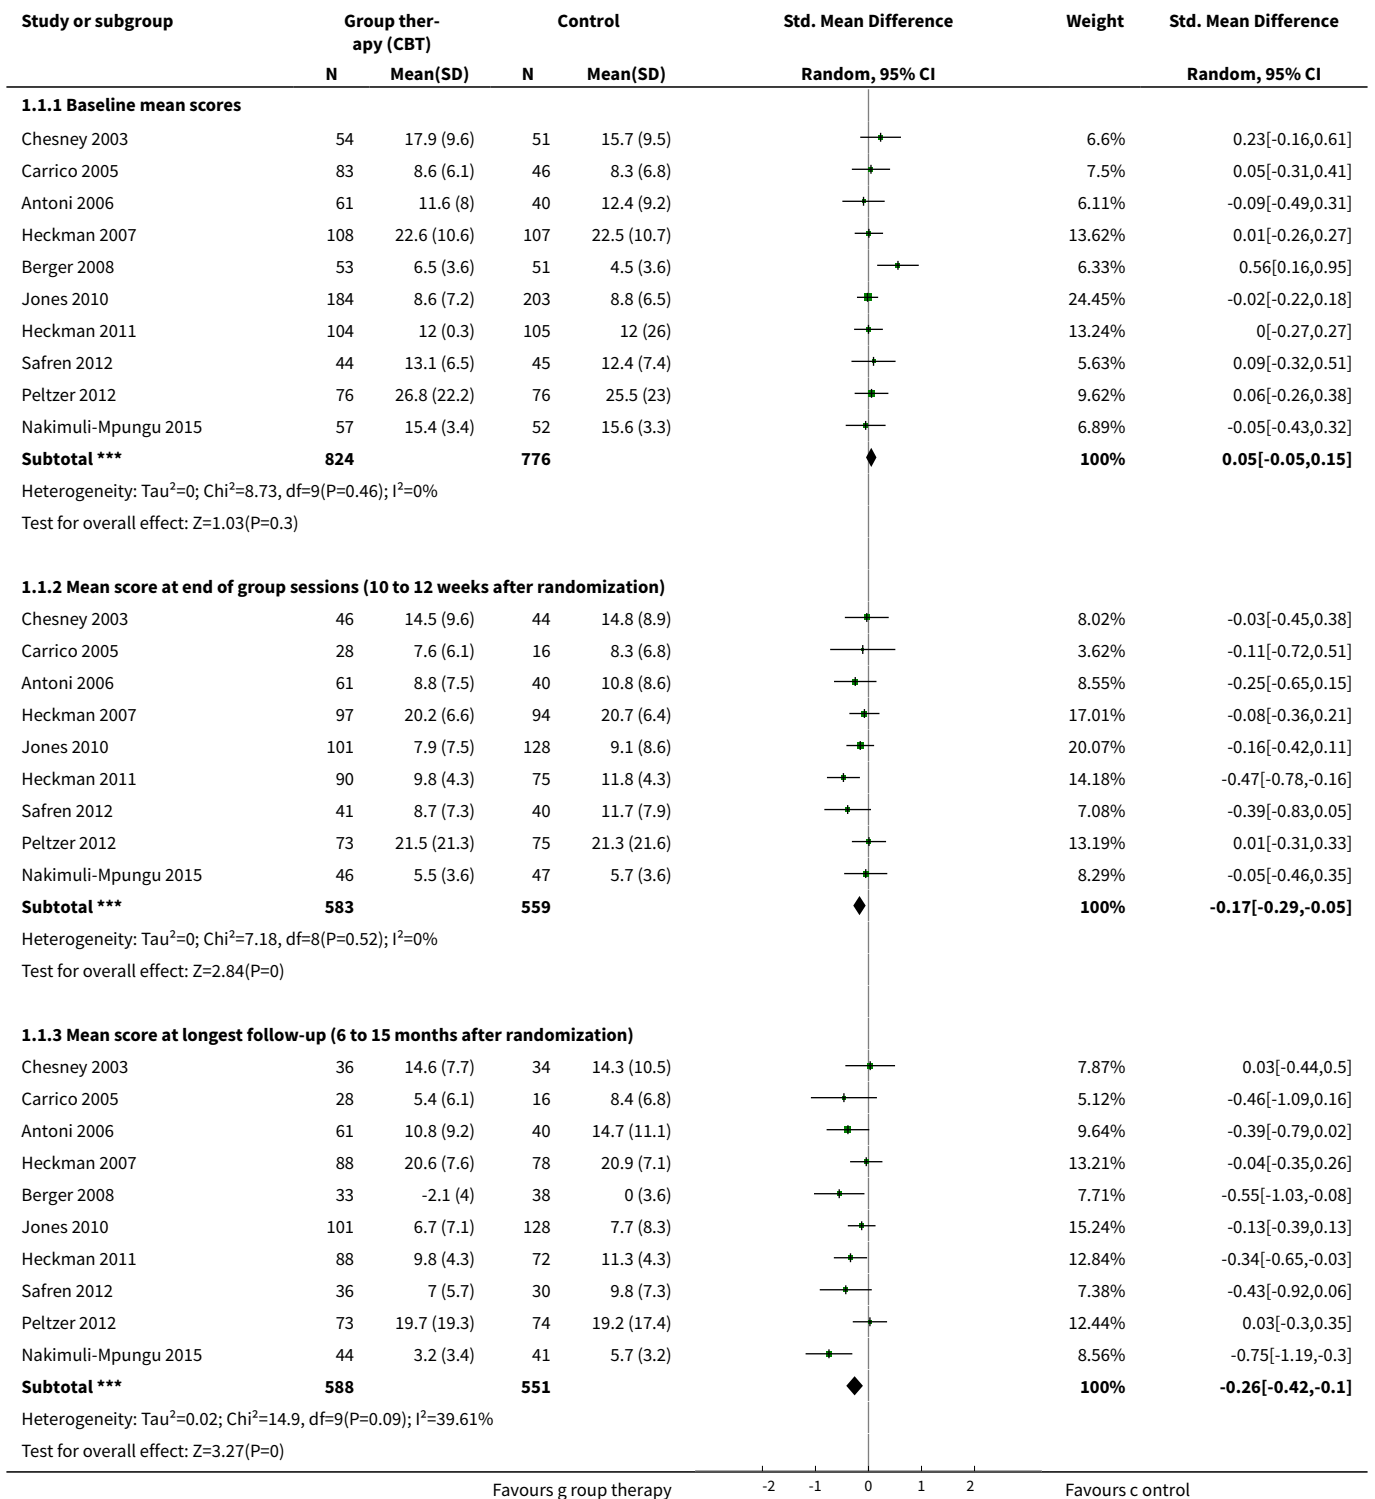 Study or subgroup Group ther- Control Std. Mean Difference Weight Std. Mean Difference
apy (CBT)
N Mean(SD) N Mean(SD) Random, 95% CI Random, 95% CI
1.1.1 Baseline mean scores
Chesney 2003 54 17.9 (9.6) 51 15.7 (9.5) 6.6% 0.23[-0.16,0.61]
Carrico 2005 83 8.6 (6.1) 46 8.3 (6.8) 7.5% 0.05[-0.31,0.41]
Antoni 2006 61 11.6 (8) 40 12.4 (9.2) 6.11% -0.09[-0.49,0.31]
Heckman 2007 108 22.6 (10.6) 107 22.5 (10.7) 13.62% 0.01[-0.26,0.27]
Berger 2008 53 6.5 (3.6) 51 4.5 (3.6) 6.33% 0.56[0.16,0.95]
Jones 2010 184 8.6 (7.2) 203 8.8 (6.5) 24.45% -0.02[-0.22,0.18]
Heckman 2011 104 12 (0.3) 105 12 (26) 13.24% 0[-0.27,0.27]
Safren 2012 44 13.1 (6.5) 45 12.4 (7.4) 5.63% 0.09[-0.32,0.51]
Peltzer 2012 76 26.8 (22.2) 76 25.5 (23) 9.62% 0.06[-0.26,0.38]
Nakimuli-Mpungu 2015 57 15.4 (3.4) 52 15.6 (3.3) 6.89% -0.05[-0.43,0.32]
Subtotal *** 824 776 100% 0.05[-0.05,0.15]
Heterogeneity: Tau²=0; Chi²=8.73, df=9(P=0.46); I²=0%
Test for overall effect: Z=1.03(P=0.3)
1.1.2 Mean score at end of group sessions (10 to 12 weeks after randomization)
Chesney 2003 46 14.5 (9.6) 44 14.8 (8.9) 8.02% -0.03[-0.45,0.38]
Carrico 2005 28 7.6 (6.1) 16 8.3 (6.8) 3.62% -0.11[-0.72,0.51]
Antoni 2006 61 8.8 (7.5) 40 10.8 (8.6) 8.55% -0.25[-0.65,0.15]
Heckman 2007 97 20.2 (6.6) 94 20.7 (6.4) 17.01% -0.08[-0.36,0.21]
Jones 2010 101 7.9 (7.5) 128 9.1 (8.6) 20.07% -0.16[-0.42,0.11]
Heckman 2011 90 9.8 (4.3) 75 11.8 (4.3) 14.18% -0.47[-0.78,-0.16]
Safren 2012 41 8.7 (7.3) 40 11.7 (7.9) 7.08% -0.39[-0.83,0.05]
Peltzer 2012 73 21.5 (21.3) 75 21.3 (21.6) 13.19% 0.01[-0.31,0.33]
Nakimuli-Mpungu 2015 46 5.5 (3.6) 47 5.7 (3.6) 8.29% -0.05[-0.46,0.35]
Subtotal *** 583 559 100% -0.17[-0.29,-0.05]
Heterogeneity: Tau²=0; Chi²=7.18, df=8(P=0.52); I²=0%
Test for overall effect: Z=2.84(P=0)
1.1.3 Mean score at longest follow-up (6 to 15 months after randomization)
Chesney 2003 36 14.6 (7.7) 34 14.3 (10.5) 7.87% 0.03[-0.44,0.5]
Carrico 2005 28 5.4 (6.1) 16 8.4 (6.8) 5.12% -0.46[-1.09,0.16]
Antoni 2006 61 10.8 (9.2) 40 14.7 (11.1) 9.64% -0.39[-0.79,0.02]
Heckman 2007 88 20.6 (7.6) 78 20.9 (7.1) 13.21% -0.04[-0.35,0.26]
Berger 2008 33 -2.1 (4) 38 0 (3.6) 7.71% -0.55[-1.03,-0.08]
Jones 2010 101 6.7 (7.1) 128 7.7 (8.3) 15.24% -0.13[-0.39,0.13]
Heckman 2011 88 9.8 (4.3) 72 11.3 (4.3) 12.84% -0.34[-0.65,-0.03]
Safren 2012 36 7 (5.7) 30 9.8 (7.3) 7.38% -0.43[-0.92,0.06]
Peltzer 2012 73 19.7 (19.3) 74 19.2 (17.4) 12.44% 0.03[-0.3,0.35]
Nakimuli-Mpungu 2015 44 3.2 (3.4) 41 5.7 (3.2) 8.56% -0.75[-1.19,-0.3]
Subtotal *** 588 551 100% -0.26[-0.42,-0.1]
Heterogeneity: Tau²=0.02; Chi²=14.9, df=9(P=0.09); I²=39.61%
Test for overall effect: Z=3.27(P=0)
Favours g roup therapy -2 -1 0 1 2 Favours c ontrol